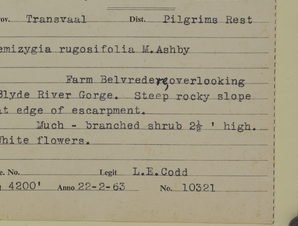 ov. Transvaal Dist. Pilgrims Rest
emizygia rugosifolia M.Ashby
Farm Belvredere, overlooking
Blyde River Gorge. Steep rocky slope
at edge of escarpment.
Much - branched shrub 2½ ' high.
White flowers.
e. No. Legit L.E.Codd
4200' Anno 22-2-63 No. 10321